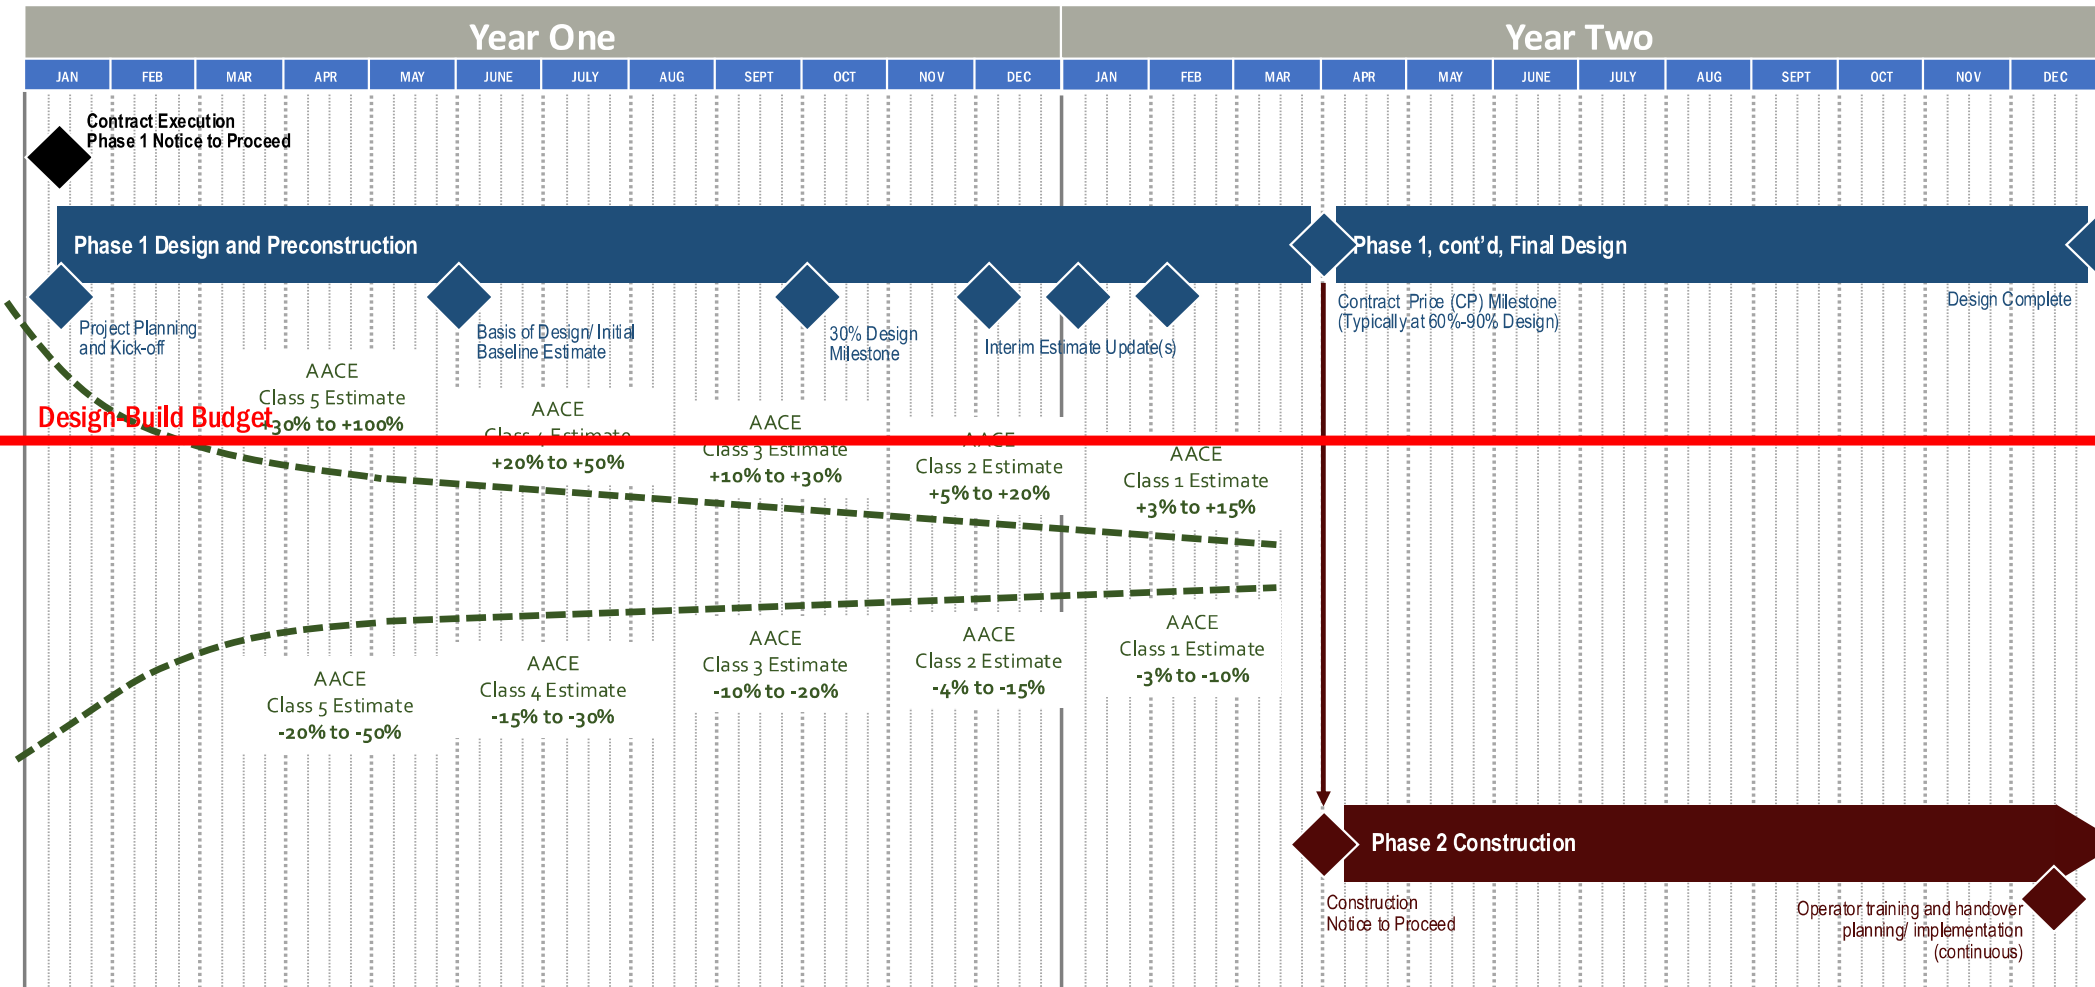 Year One
Year Two
JAN FEB MAR APR MAY JUNE JULY AUG SEPT OCT NOV DEC JAN FEB MAR APR MAY JUNE JULY AUG SEPT OCT NOV DEC
Contract Execution
Phase 1 Notice to Proceed
Phase 1 Design and Preconstruction
Phase 1, cont'd, Final Design
Project Planning
and Kick-off
Basis of Design/ Initial
Baseline Estimate
30% Design
Milestone
Interim Estimate Update(s)
Contract Price (CP) Milestone
(Typically at 60%-90% Design)
Design Complete
Design-Build Budget
AACE
Class 5 Estimate
+30% to +100%
AACE
Class 4 Estimate
+20% to +50%
AACE
Class 3 Estimate
+10% to +30%
AACE
Class 2 Estimate
+5% to +20%
AACE
Class 1 Estimate
+3% to +15%
AACE
Class 5 Estimate
-20% to -50%
AACE
Class 4 Estimate
-15% to -30%
AACE
Class 3 Estimate
-10% to -20%
AACE
Class 2 Estimate
-4% to -15%
AACE
Class 1 Estimate
-3% to -10%
Phase 2 Construction
Construction
Notice to Proceed
Operator training and handover
planning/ implementation
(continuous)